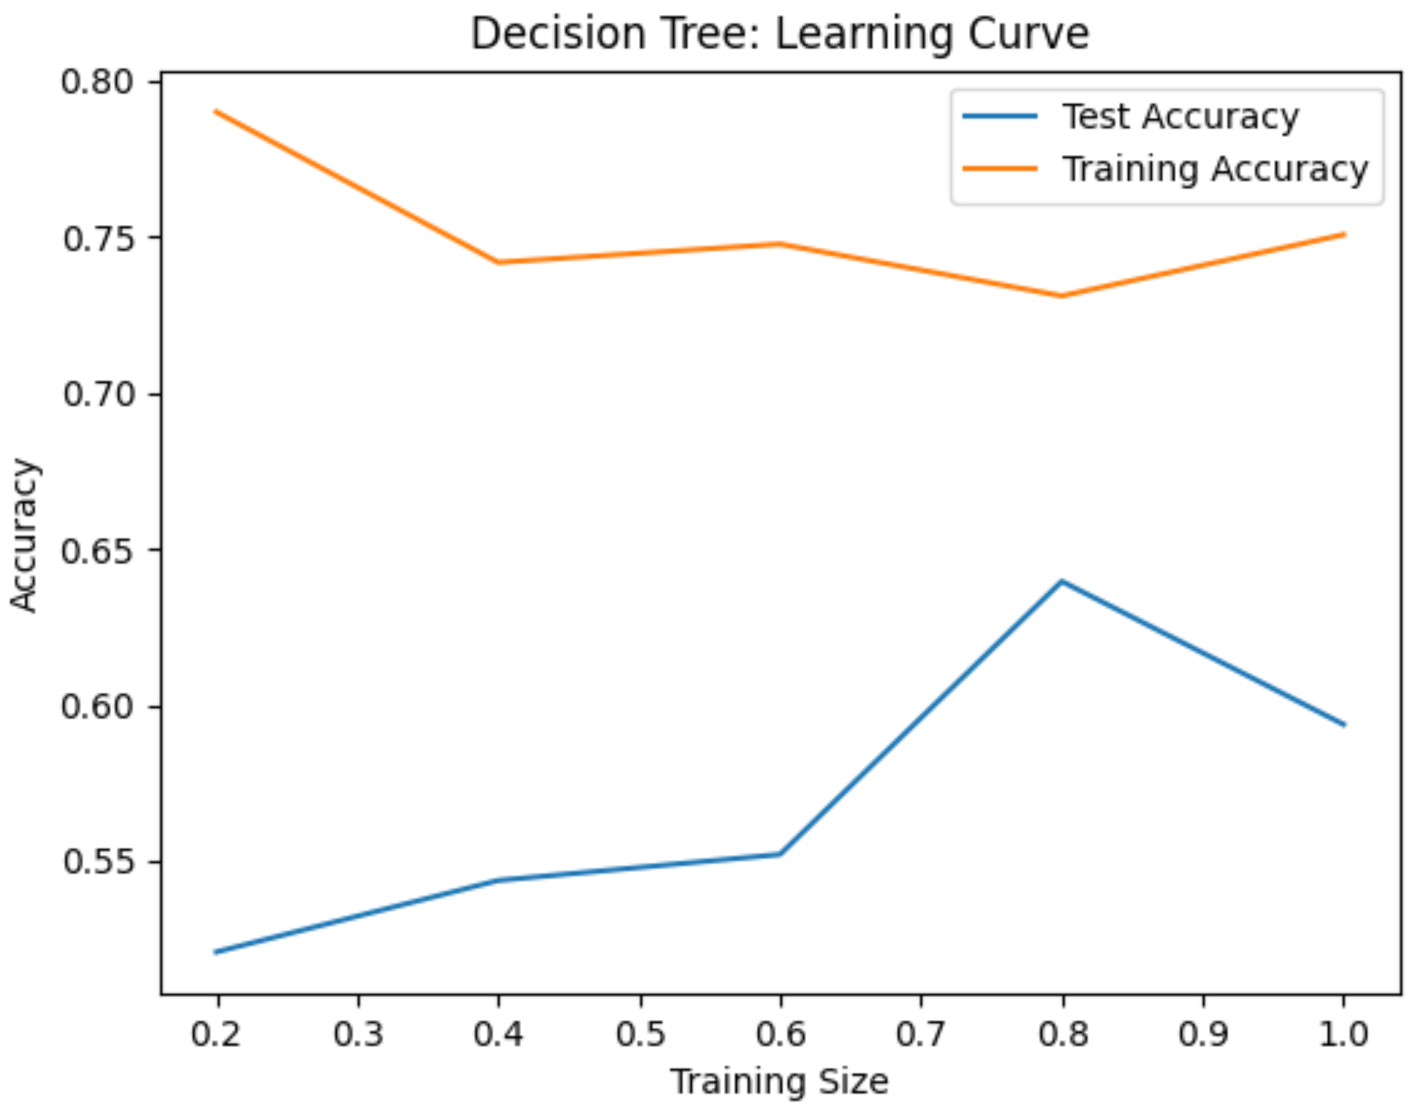 Decision Tree: Learning Curve
Test Accuracy
Training Accuracy
0.80
0.75
0.70
0.65
0.60
0.55
Accuracy
0.2 0.3 0.4 0.5 0.6 0.7 0.8 0.9 1.0
Training Size